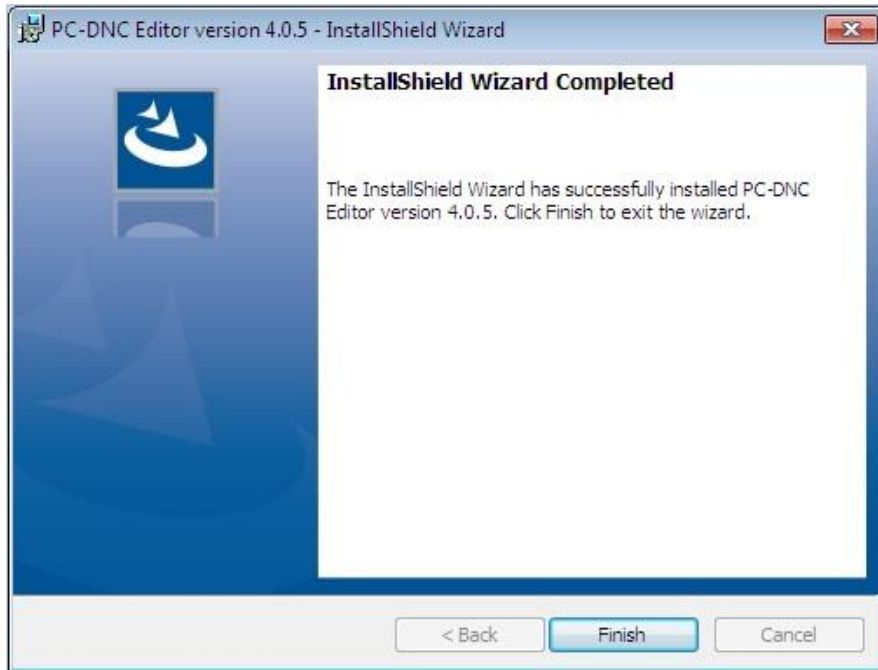 PC-DNC Editor version 4.0.5 - InstallShield Wizard
InstallShield Wizard Completed
The InstallShield Wizard has successfully installed PC-DNC
Editor version 4.0.5. Click Finish to exit the wizard.
< Back
Finish
Cancel